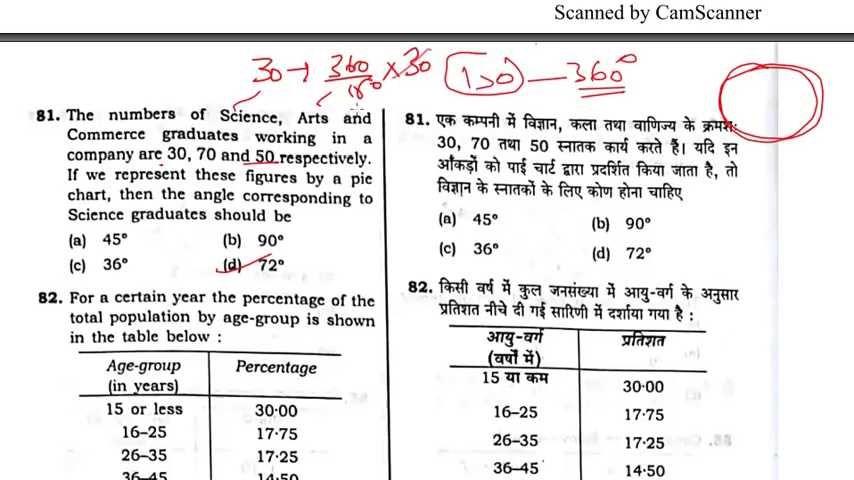 Scanned by CamScanner
81. The numbers of Science, Arts and
Commerce graduates working in a
company are 30, 70 and 50 respectively.
If we represent these figures by a pie
chart, then the angle corresponding to
Science graduates should be
(a) 45° (b) 90°
(c) 36° (d) 72°
82. For a certain year the percentage of the
total population by age-group is shown
in the table below :
Age-group Percentage
(in years)
15 or less 30·00
16–25 17·75
26–35 17·25
36–45 14·50
81. एक कम्पनी में विज्ञान, कला तथा वाणिज्य के क्रमशः
30, 70 तथा 50 स्नातक कार्य करते हैं। यदि इन
आँकड़ों को पाई चार्ट द्वारा प्रदर्शित किया जाता है, तो
विज्ञान के स्नातकों के लिए कोण होना चाहिए
(a) 45° (b) 90°
(c) 36° (d) 72°
82. किसी वर्ष में कुल जनसंख्या में आयु-वर्ग के अनुसार
प्रतिशत नीचे दी गई सारिणी में दर्शाया गया है :
आयु-वर्ग प्रतिशत
(वर्षों में)
15 या कम 30·00
16–25 17·75
26–35 17·25
36–45 14·50
30 → 360 × 30
360°